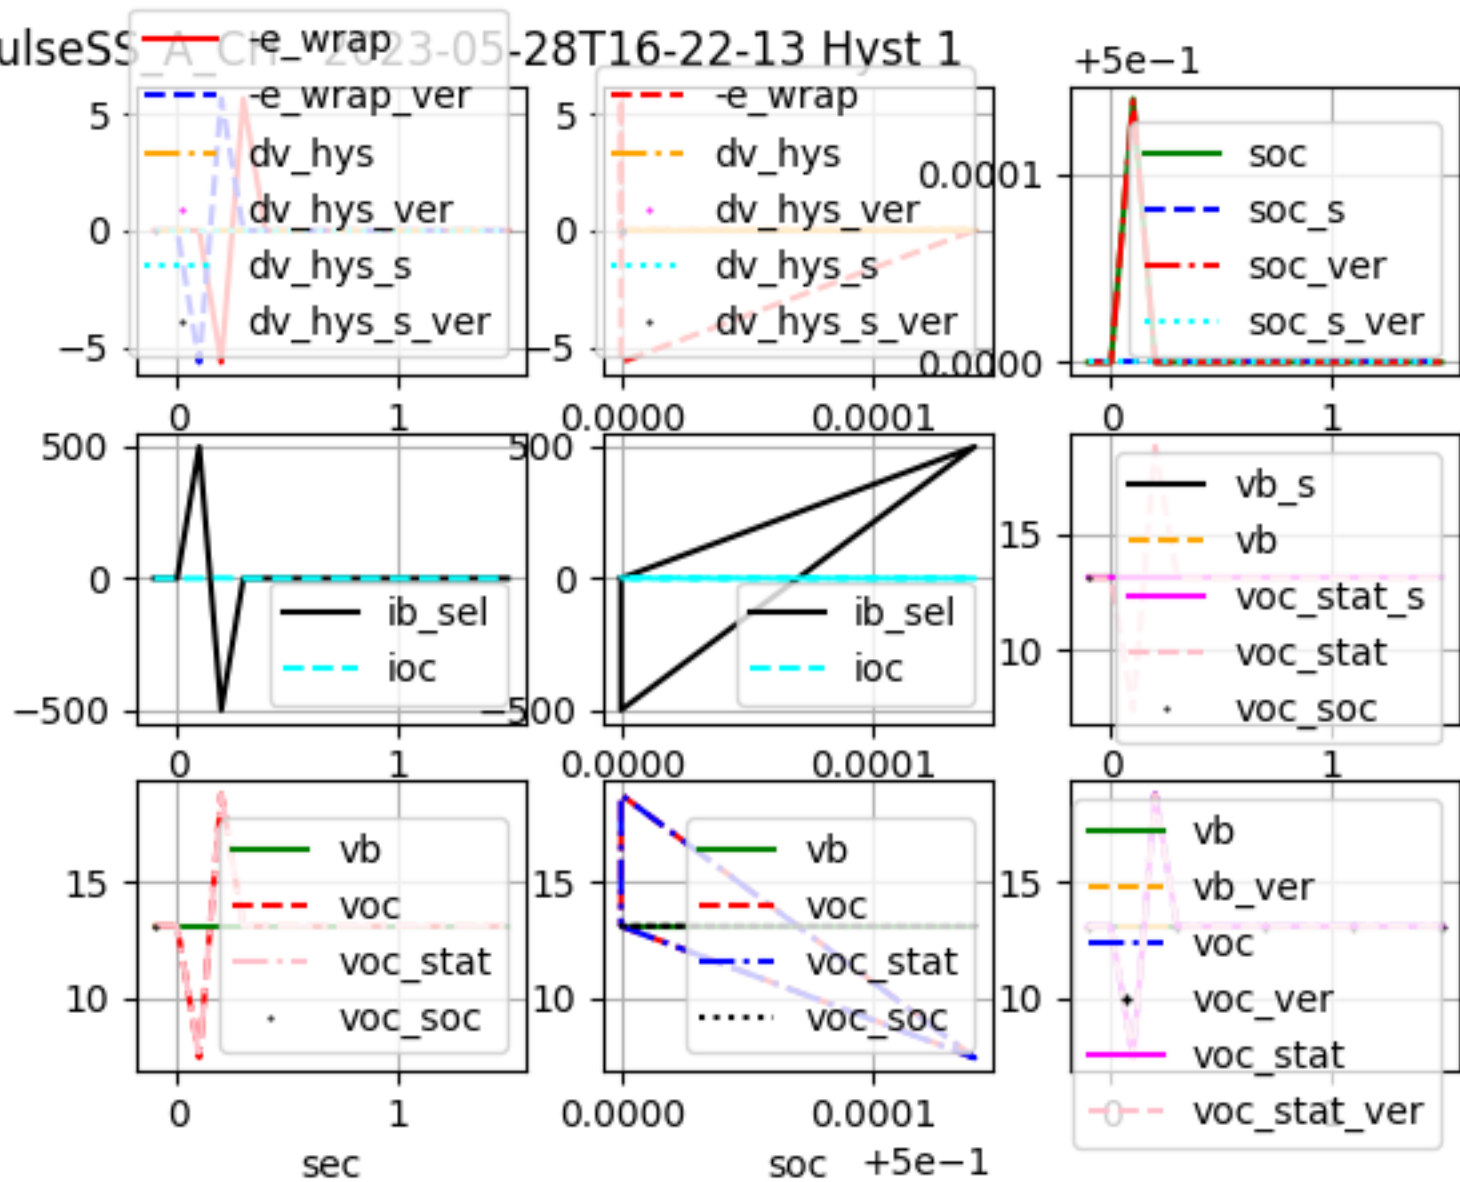 ulseSS_A_Ch 2023-05-28T16-22-13 Hyst 1
-e_wrap
-e_wrap_ver
dv_hys
dv_hys_ver
dv_hys_s
dv_hys_s_ver
5
0
−5
0
1
-e_wrap
dv_hys
dv_hys_ver
dv_hys_s
dv_hys_s_ver
5
0
−5
0.0000
0.0001
+5e−1
soc
soc_s
soc_ver
soc_s_ver
0.0001
0.0000
0
1
500
0
−500
ib_sel
ioc
0
1
500
0
−500
ib_sel
ioc
0.0000
0.0001
15
10
vb_s
vb
voc_stat_s
voc_stat
voc_soc
0
1
15
10
vb
voc
voc_stat
voc_soc
0
1
sec
15
10
vb
voc
voc_stat
voc_soc
0.0000
0.0001
soc +5e−1
15
10
vb
vb_ver
voc
voc_ver
voc_stat
voc_stat_ver
0